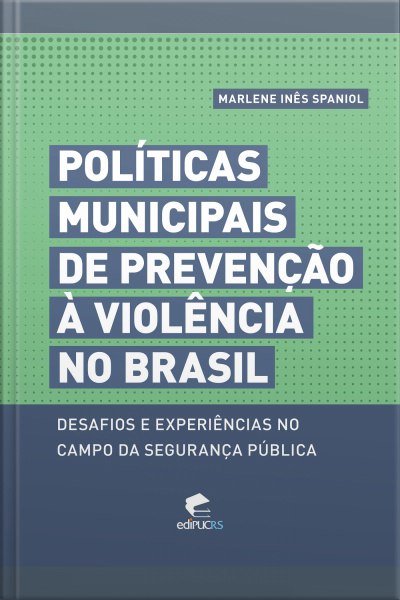 MARLENE INÊS SPANIOL
POLÍTICAS
MUNICIPAIS
DE PREVENÇÃO
À VIOLÊNCIA
NO BRASIL
DESAFIOS E EXPERIÊNCIAS NO
CAMPO DA SEGURANÇA PÚBLICA
ediPUCRS